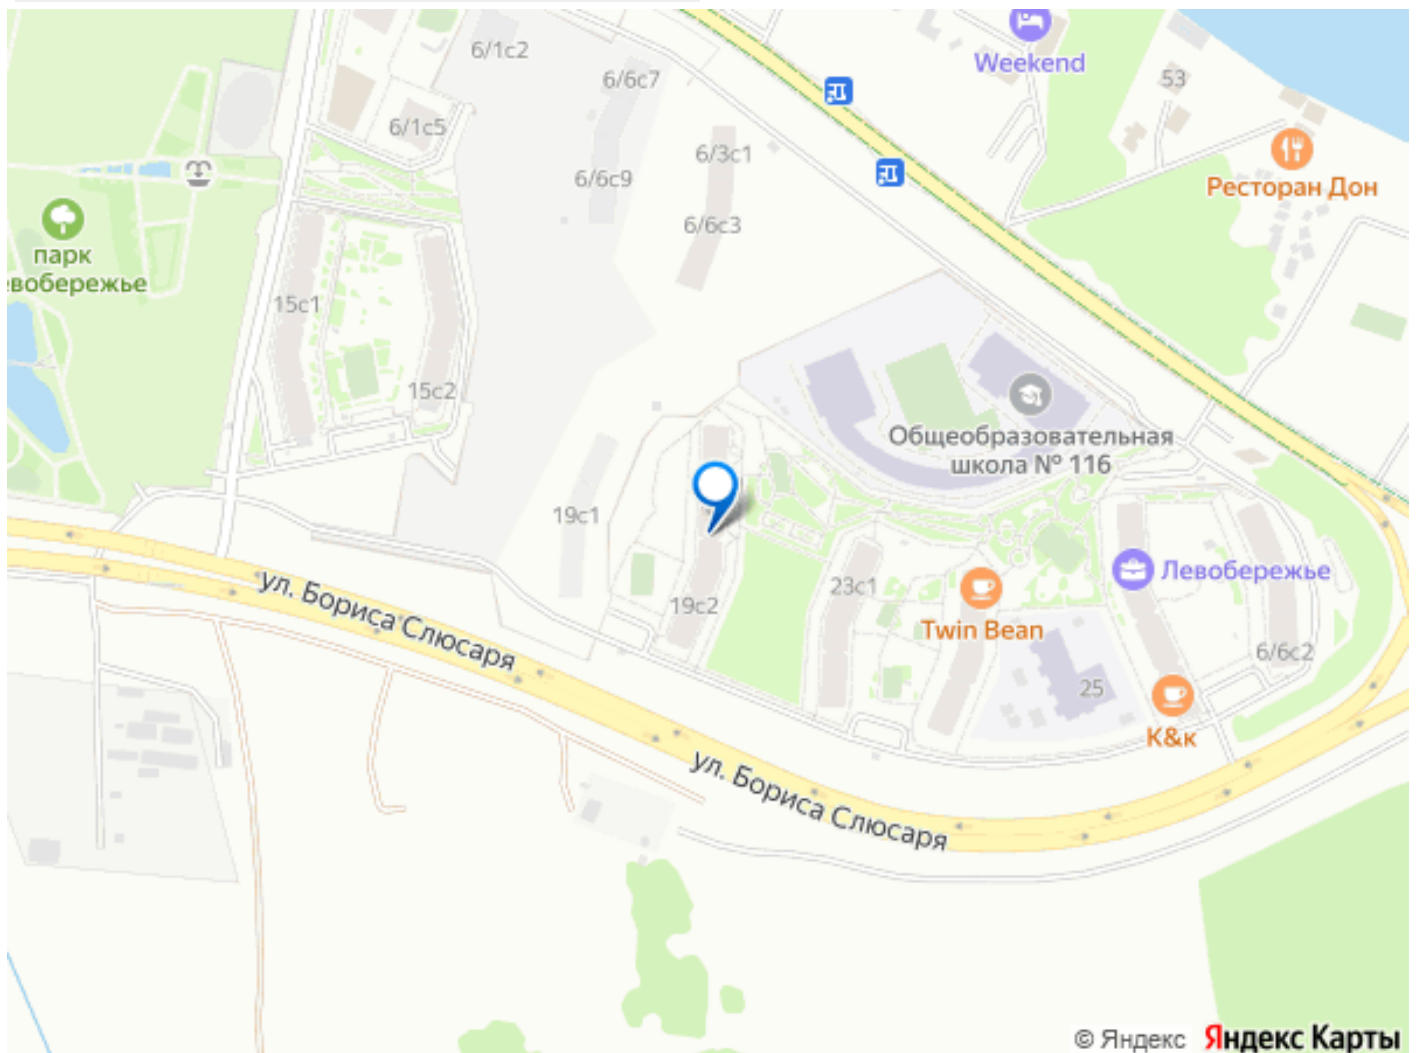 6/1с2
Weekend
6/6с7
53
6/1с5
6/3с1
6/6с9
Ресторан Дон
6/6с3
парк
евобережье
15с1
15с2
Общеобразовательная
школа № 116
19с1
23с1
Левобережье
ул. Бориса Слюсаря
19с2
Twin Bean
6/6с2
25
К&к
ул. Бориса Слюсаря
© Яндекс Яндекс Карты